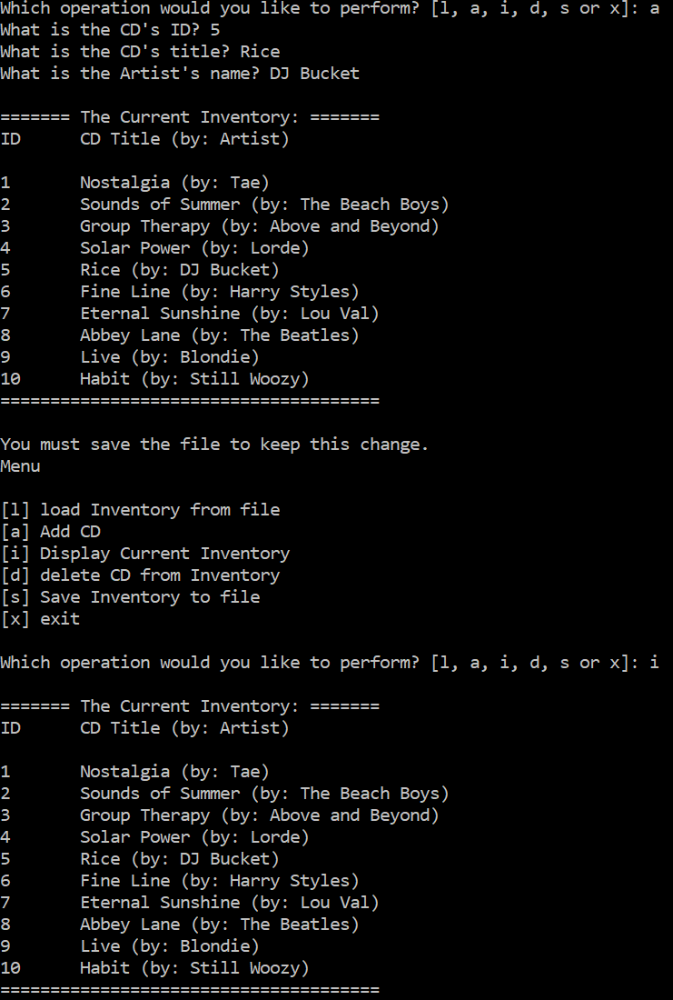 Which operation would you like to perform? [l, a, i, d, s or x]: a
What is the CD's ID? 5
What is the CD's title? Rice
What is the Artist's name? DJ Bucket
======= The Current Inventory: =======
ID      CD Title (by: Artist)
1       Nostalgia (by: Tae)
2       Sounds of Summer (by: The Beach Boys)
3       Group Therapy (by: Above and Beyond)
4       Solar Power (by: Lorde)
5       Rice (by: DJ Bucket)
6       Fine Line (by: Harry Styles)
7       Eternal Sunshine (by: Lou Val)
8       Abbey Lane (by: The Beatles)
9       Live (by: Blondie)
10      Habit (by: Still Woozy)
======================================
You must save the file to keep this change.
Menu
[l] load Inventory from file
[a] Add CD
[i] Display Current Inventory
[d] delete CD from Inventory
[s] Save Inventory to file
[x] exit
Which operation would you like to perform? [l, a, i, d, s or x]: i
======= The Current Inventory: =======
ID      CD Title (by: Artist)
1       Nostalgia (by: Tae)
2       Sounds of Summer (by: The Beach Boys)
3       Group Therapy (by: Above and Beyond)
4       Solar Power (by: Lorde)
5       Rice (by: DJ Bucket)
6       Fine Line (by: Harry Styles)
7       Eternal Sunshine (by: Lou Val)
8       Abbey Lane (by: The Beatles)
9       Live (by: Blondie)
10      Habit (by: Still Woozy)
======================================